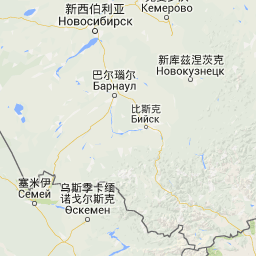 新西伯利亚
Новосибирск
Кемерово
新库兹涅茨克
Новокузнецк
巴尔瑙尔
Барнаул
比斯克
Бийск
塞米伊
Семей
乌斯季卡缅
诺戈尔斯克
Өскемен